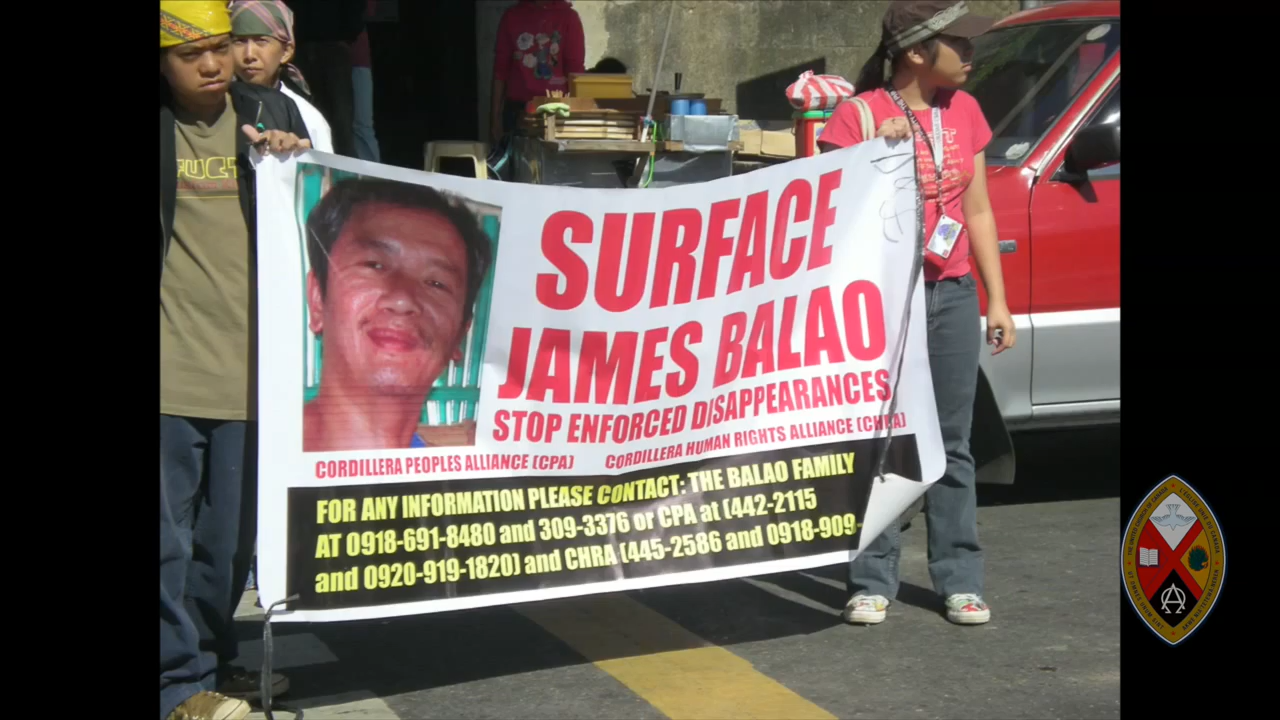 SURFACE
JAMES BALAO
STOP ENFORCED DISAPPEARANCES
CORDILLERA PEOPLES ALLIANCE (CPA) CORDILLERA HUMAN RIGHTS ALLIANCE (CHRA)
FOR ANY INFORMATION PLEASE CONTACT: THE BALAO FAMILY
AT 0918-691-8480 and 309-3376 or CPA at (442-2115
and 0920-919-1820) and CHRA (445-2586 and 0918-909-
FUCT